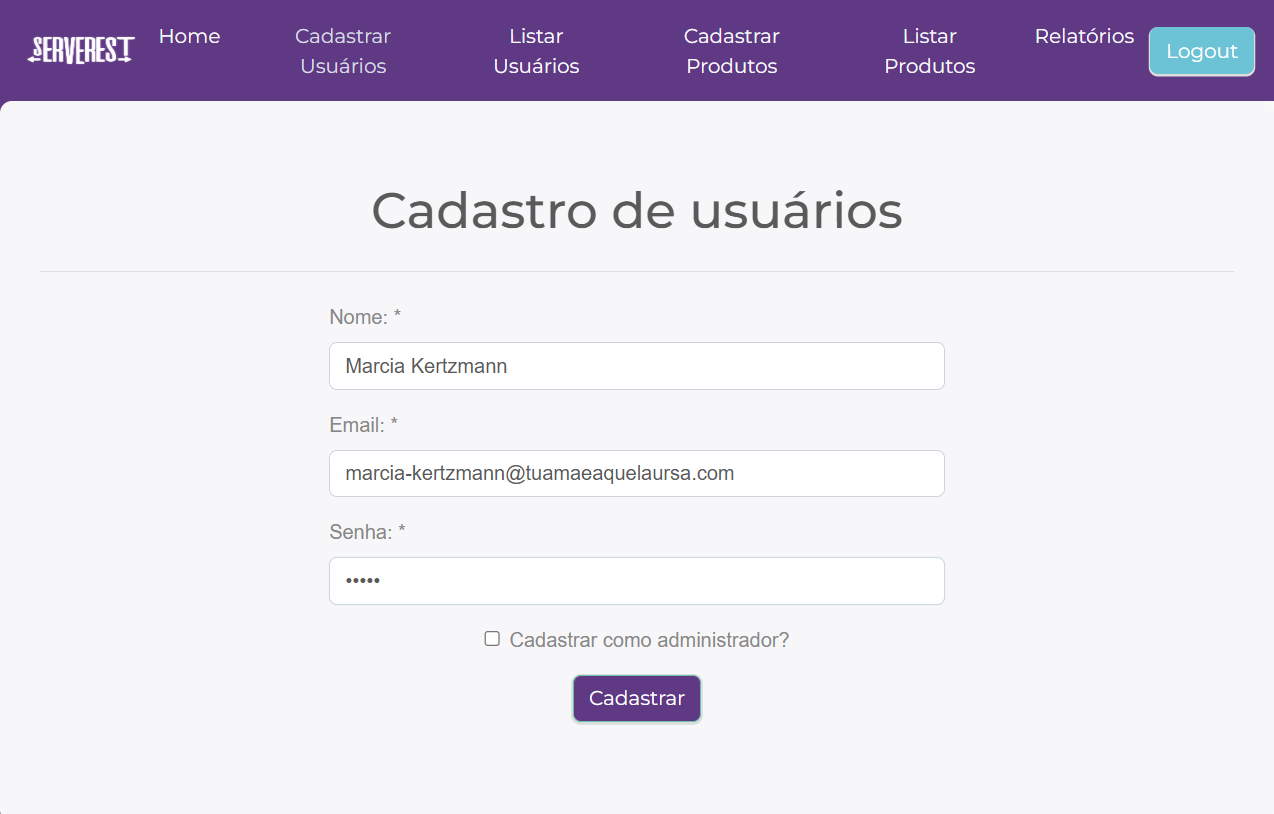 SERVEREST
Home
Cadastrar
Usuários
Listar
Usuários
Cadastrar
Produtos
Listar
Produtos
Relatórios
Logout
Cadastro de usuários
Nome: *
Marcia Kertzmann
Email: *
marcia-kertzmann@tuamaeaquelaursa.com
Senha: *
•••••
Cadastrar como administrador?
Cadastrar